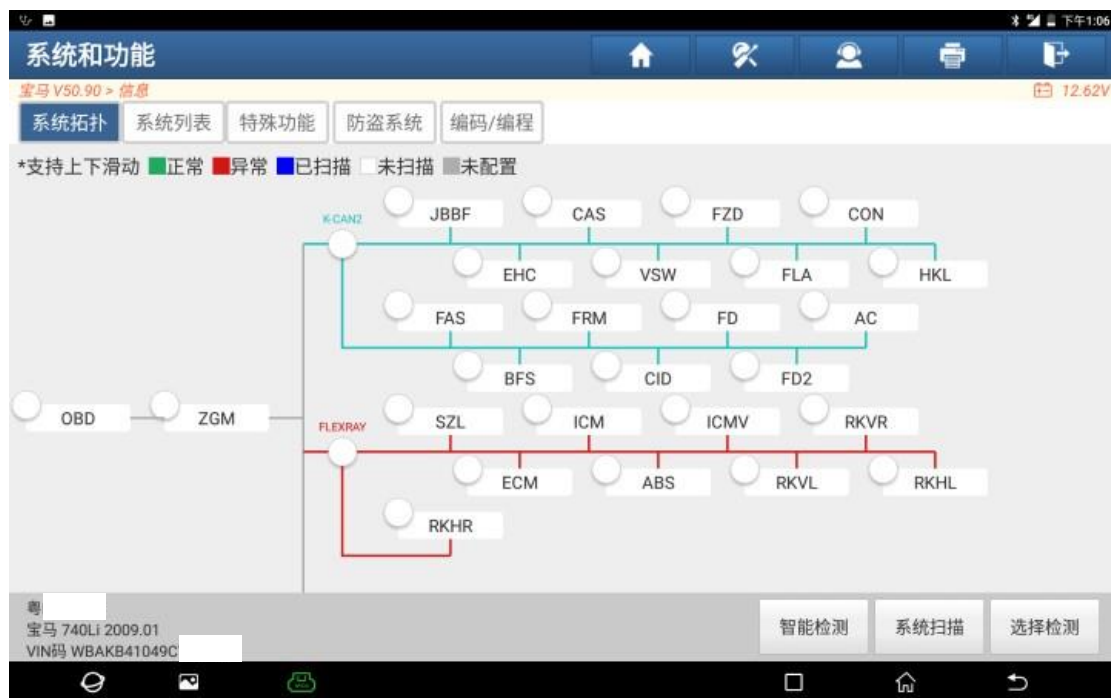 下午1:06
系统和功能
宝马 V50.90 > 信息
12.62V
系统拓扑 系统列表 特殊功能 防盗系统 编码/编程
*支持上下滑动 正常 异常 已扫描 未扫描 未配置
K-CAN2
JBBF CAS FZD CON
EHC VSW FLA HKL
FAS FRM FD AC
BFS CID FD2
OBD ZGM
FLEXRAY
SZL ICM ICMV RKVR
ECM ABS RKVL RKHL
RKHR
粤
宝马 740Li 2009.01
VIN码 WBAKB41049C
智能检测 系统扫描 选择检测